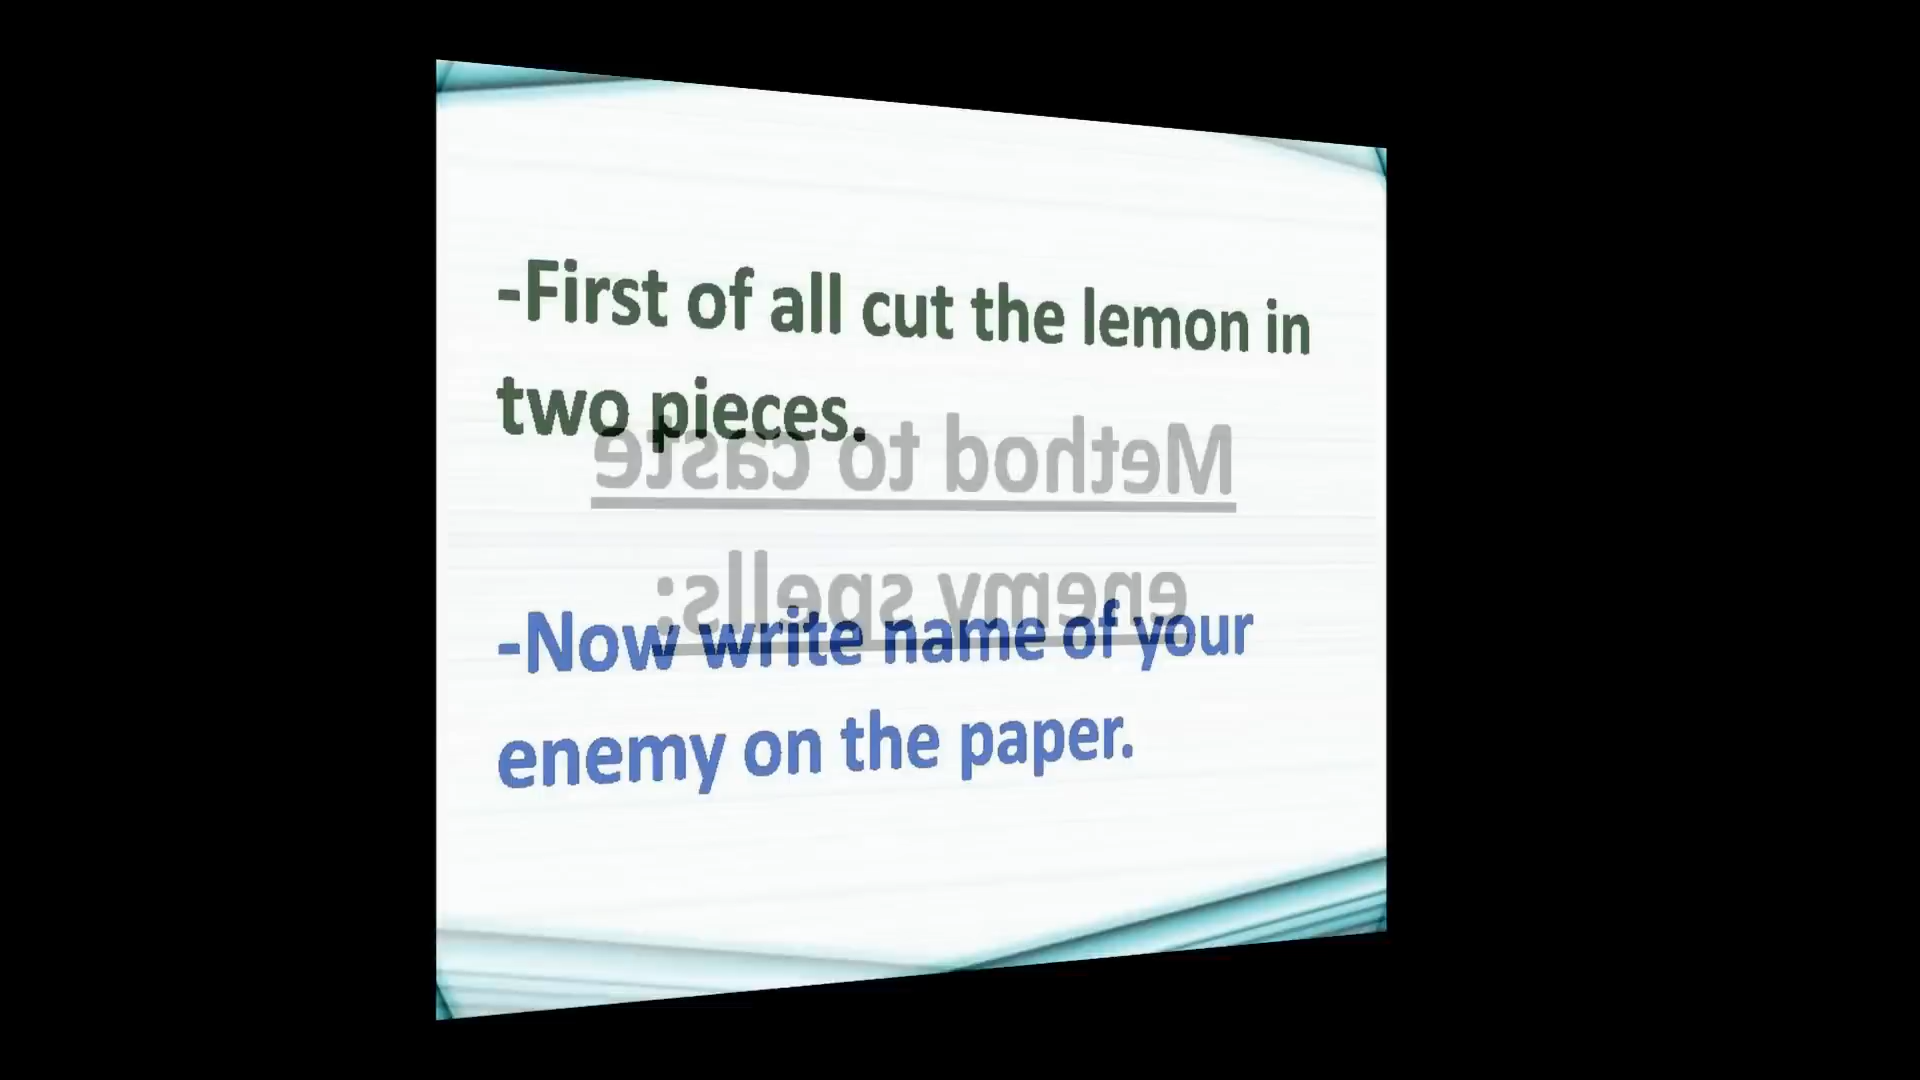 -First of all cut the lemon in
two pieces.
Method to caste
enemy spells:
-Now write name of your
enemy on the paper.